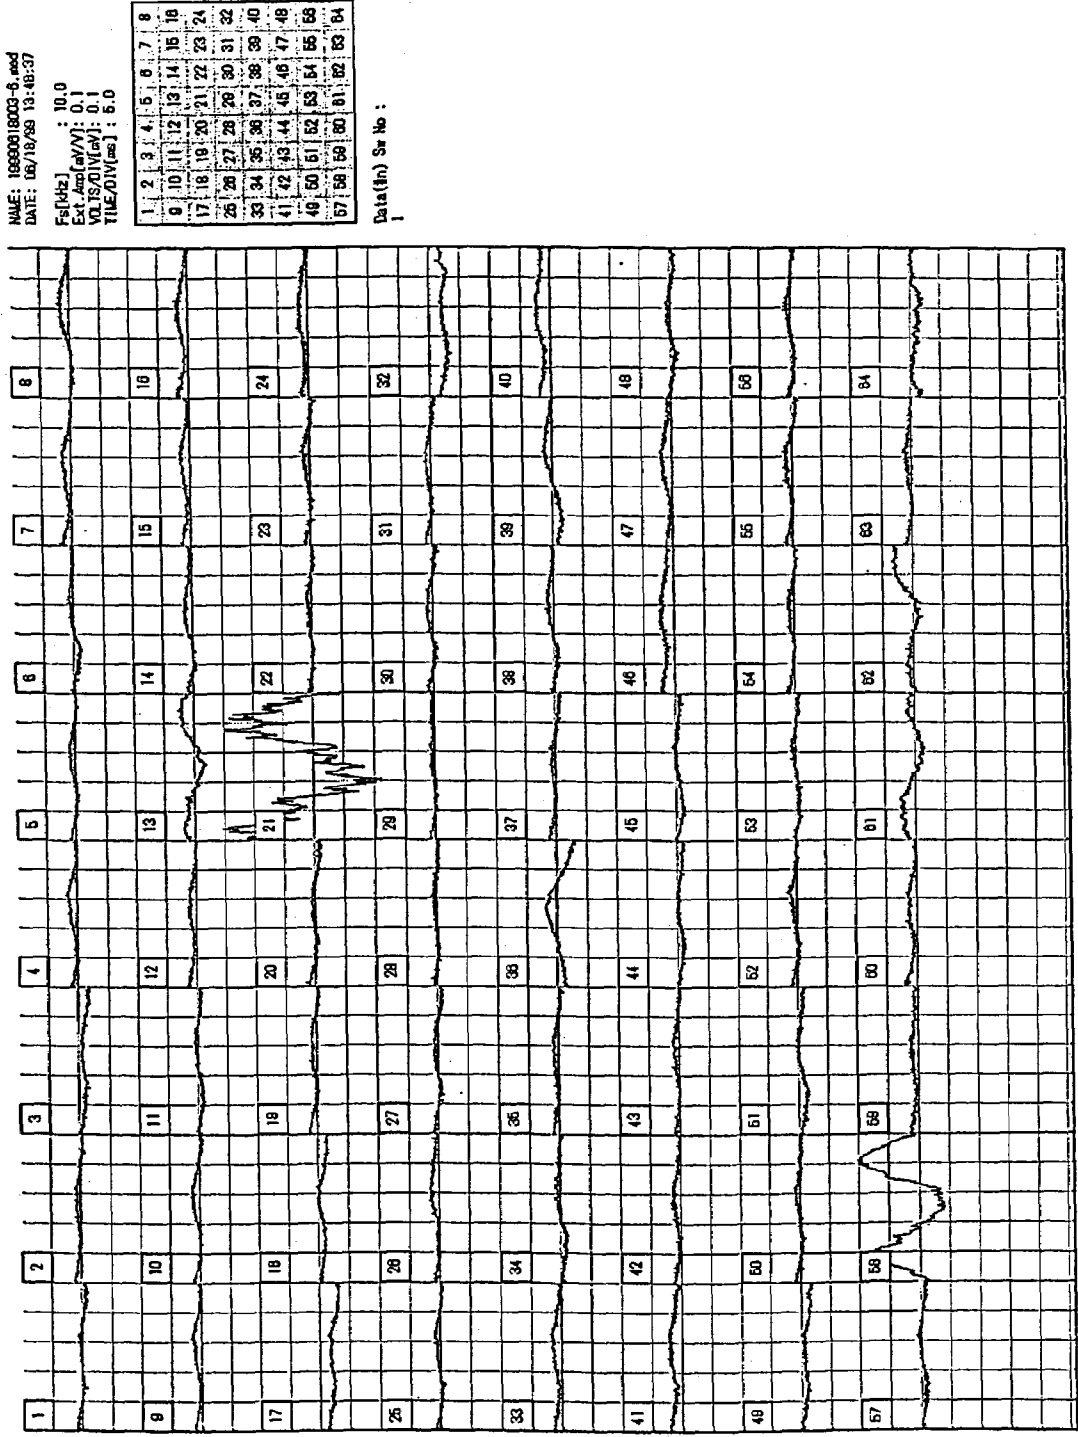 NAME: 19990618003-6.mod
DATE: 06/18/99 13:48:37
Fs[kHz] : 10.0
Ext.Amp[mV/V]: 0.1
VOLTS/DIV[mV]: 0.1
TIME/DIV[ms] : 5.0
1 2 3 4 5 6 7 8
9 10 11 12 13 14 15 16
17 18 19 20 21 22 23 24
25 26 27 28 29 30 31 32
33 34 35 36 37 38 39 40
41 42 43 44 45 46 47 48
49 50 51 52 53 54 55 56
57 58 59 60 61 62 63 64
Data(in) Sw No :
1
1 2 3 4 5 6 7 8
9 10 11 12 13 14 15 16
17 18 19 20 21 22 23 24
25 26 27 28 29 30 31 32
33 34 35 36 37 38 39 40
41 42 43 44 45 46 47 48
49 50 51 52 53 54 55 56
57 58 59 60 61 62 63 64